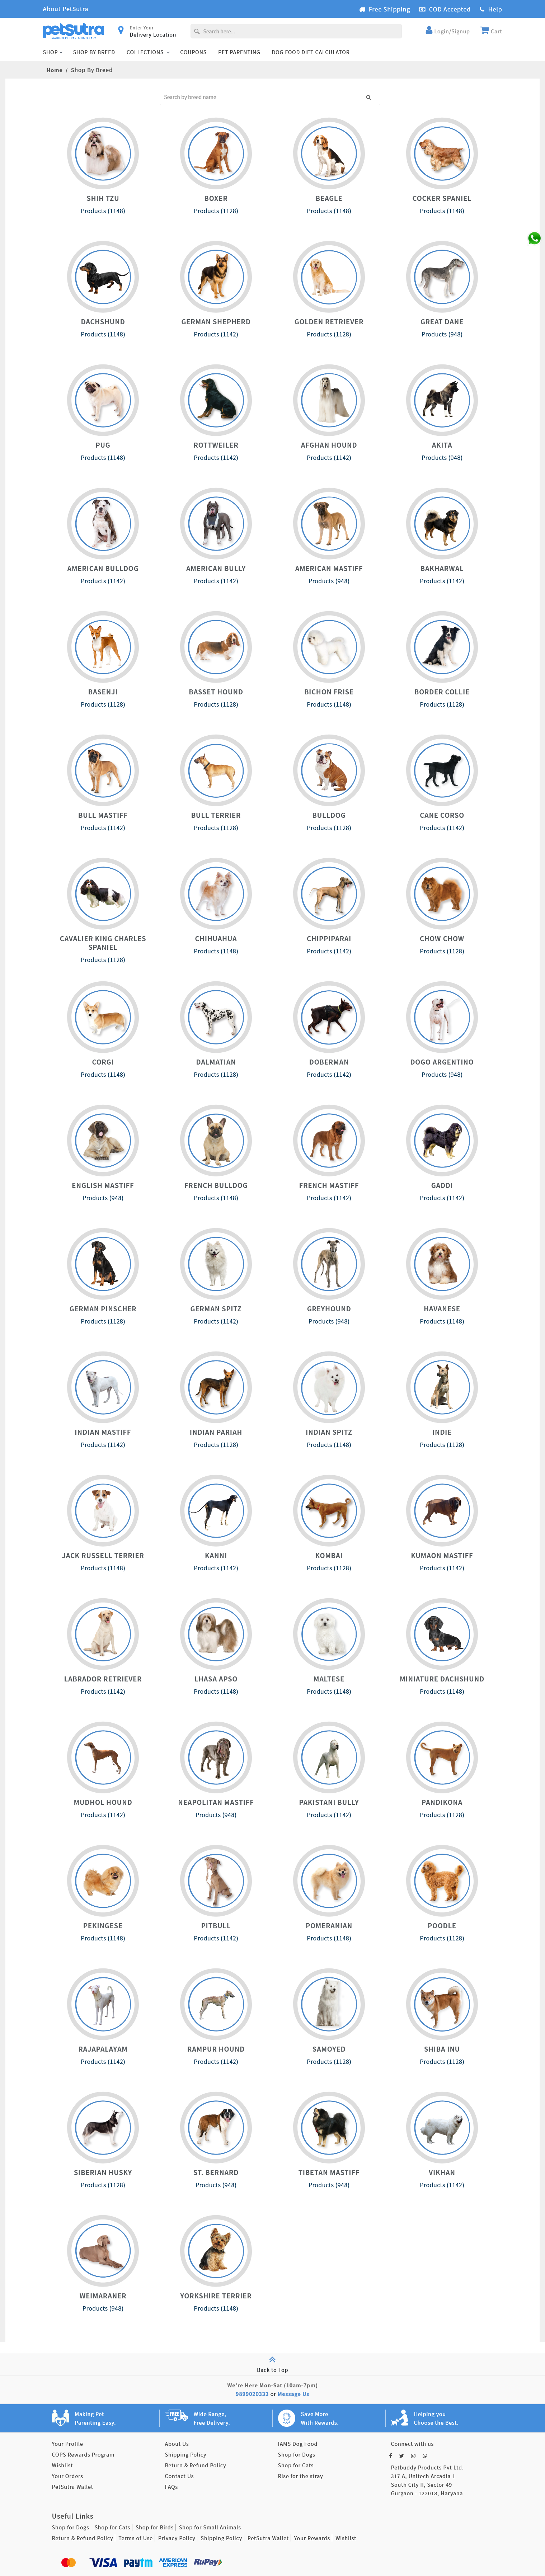 About PetSutra
Free Shipping
COD Accepted
Help
petSutra
Enter Your
Delivery Location
Search here...
Login/Signup
Cart
SHOP
SHOP BY BREED
COLLECTIONS
COUPONS
PET PARENTING
DOG FOOD DIET CALCULATOR
Home / Shop By Breed
Search by breed name
SHIH TZU
Products (1148)
BOXER
Products (1128)
BEAGLE
Products (1148)
COCKER SPANIEL
Products (1148)
DACHSHUND
Products (1148)
GERMAN SHEPHERD
Products (1142)
GOLDEN RETRIEVER
Products (1128)
GREAT DANE
Products (948)
PUG
Products (1148)
ROTTWEILER
Products (1142)
AFGHAN HOUND
Products (1142)
AKITA
Products (948)
AMERICAN BULLDOG
Products (1142)
AMERICAN BULLY
Products (1142)
AMERICAN MASTIFF
Products (948)
BAKHARWAL
Products (1142)
BASENJI
Products (1128)
BASSET HOUND
Products (1128)
BICHON FRISE
Products (1148)
BORDER COLLIE
Products (1128)
BULL MASTIFF
Products (1142)
BULL TERRIER
Products (1128)
BULLDOG
Products (1128)
CANE CORSO
Products (1142)
CAVALIER KING CHARLES
SPANIEL
Products (1128)
CHIHUAHUA
Products (1148)
CHIPPIPARAI
Products (1142)
CHOW CHOW
Products (1128)
CORGI
Products (1148)
DALMATIAN
Products (1128)
DOBERMAN
Products (1142)
DOGO ARGENTINO
Products (948)
ENGLISH MASTIFF
Products (948)
FRENCH BULLDOG
Products (1148)
FRENCH MASTIFF
Products (1142)
GADDI
Products (1142)
GERMAN PINSCHER
Products (1128)
GERMAN SPITZ
Products (1142)
GREYHOUND
Products (948)
HAVANESE
Products (1148)
INDIAN MASTIFF
Products (1142)
INDIAN PARIAH
Products (1128)
INDIAN SPITZ
Products (1148)
INDIE
Products (1128)
JACK RUSSELL TERRIER
Products (1148)
KANNI
Products (1142)
KOMBAI
Products (1128)
KUMAON MASTIFF
Products (1142)
LABRADOR RETRIEVER
Products (1142)
LHASA APSO
Products (1148)
MALTESE
Products (1148)
MINIATURE DACHSHUND
Products (1148)
MUDHOL HOUND
Products (1142)
NEAPOLITAN MASTIFF
Products (948)
PAKISTANI BULLY
Products (1142)
PANDIKONA
Products (1128)
PEKINGESE
Products (1148)
PITBULL
Products (1142)
POMERANIAN
Products (1148)
POODLE
Products (1128)
RAJAPALAYAM
Products (1142)
RAMPUR HOUND
Products (1142)
SAMOYED
Products (1128)
SHIBA INU
Products (1128)
SIBERIAN HUSKY
Products (1128)
ST. BERNARD
Products (948)
TIBETAN MASTIFF
Products (948)
VIKHAN
Products (1142)
WEIMARANER
Products (948)
YORKSHIRE TERRIER
Products (1148)
Back to Top
We're Here Mon-Sat (10am-7pm)
9899020333 or Message Us
Making Pet
Parenting Easy.
FREE
Wide Range,
Free Delivery.
Save More
With Rewards.
Helping you
Choose the Best.
Your Profile
COPS Rewards Program
Wishlist
Your Orders
PetSutra Wallet
About Us
Shipping Policy
Return & Refund Policy
Contact Us
FAQs
IAMS Dog Food
Shop for Dogs
Shop for Cats
Rise for the stray
Connect with us
Petbuddy Products Pvt Ltd.
317 A, Unitech Arcadia 1
South City II, Sector 49
Gurgaon - 122018, Haryana
Useful Links
Shop for Dogs
Shop for Cats
Shop for Birds
Shop for Small Animals
Return & Refund Policy
Terms of Use
Privacy Policy
Shipping Policy
PetSutra Wallet
Your Rewards
Wishlist
VISA
paytm
AMERICAN
EXPRESS
RuPay